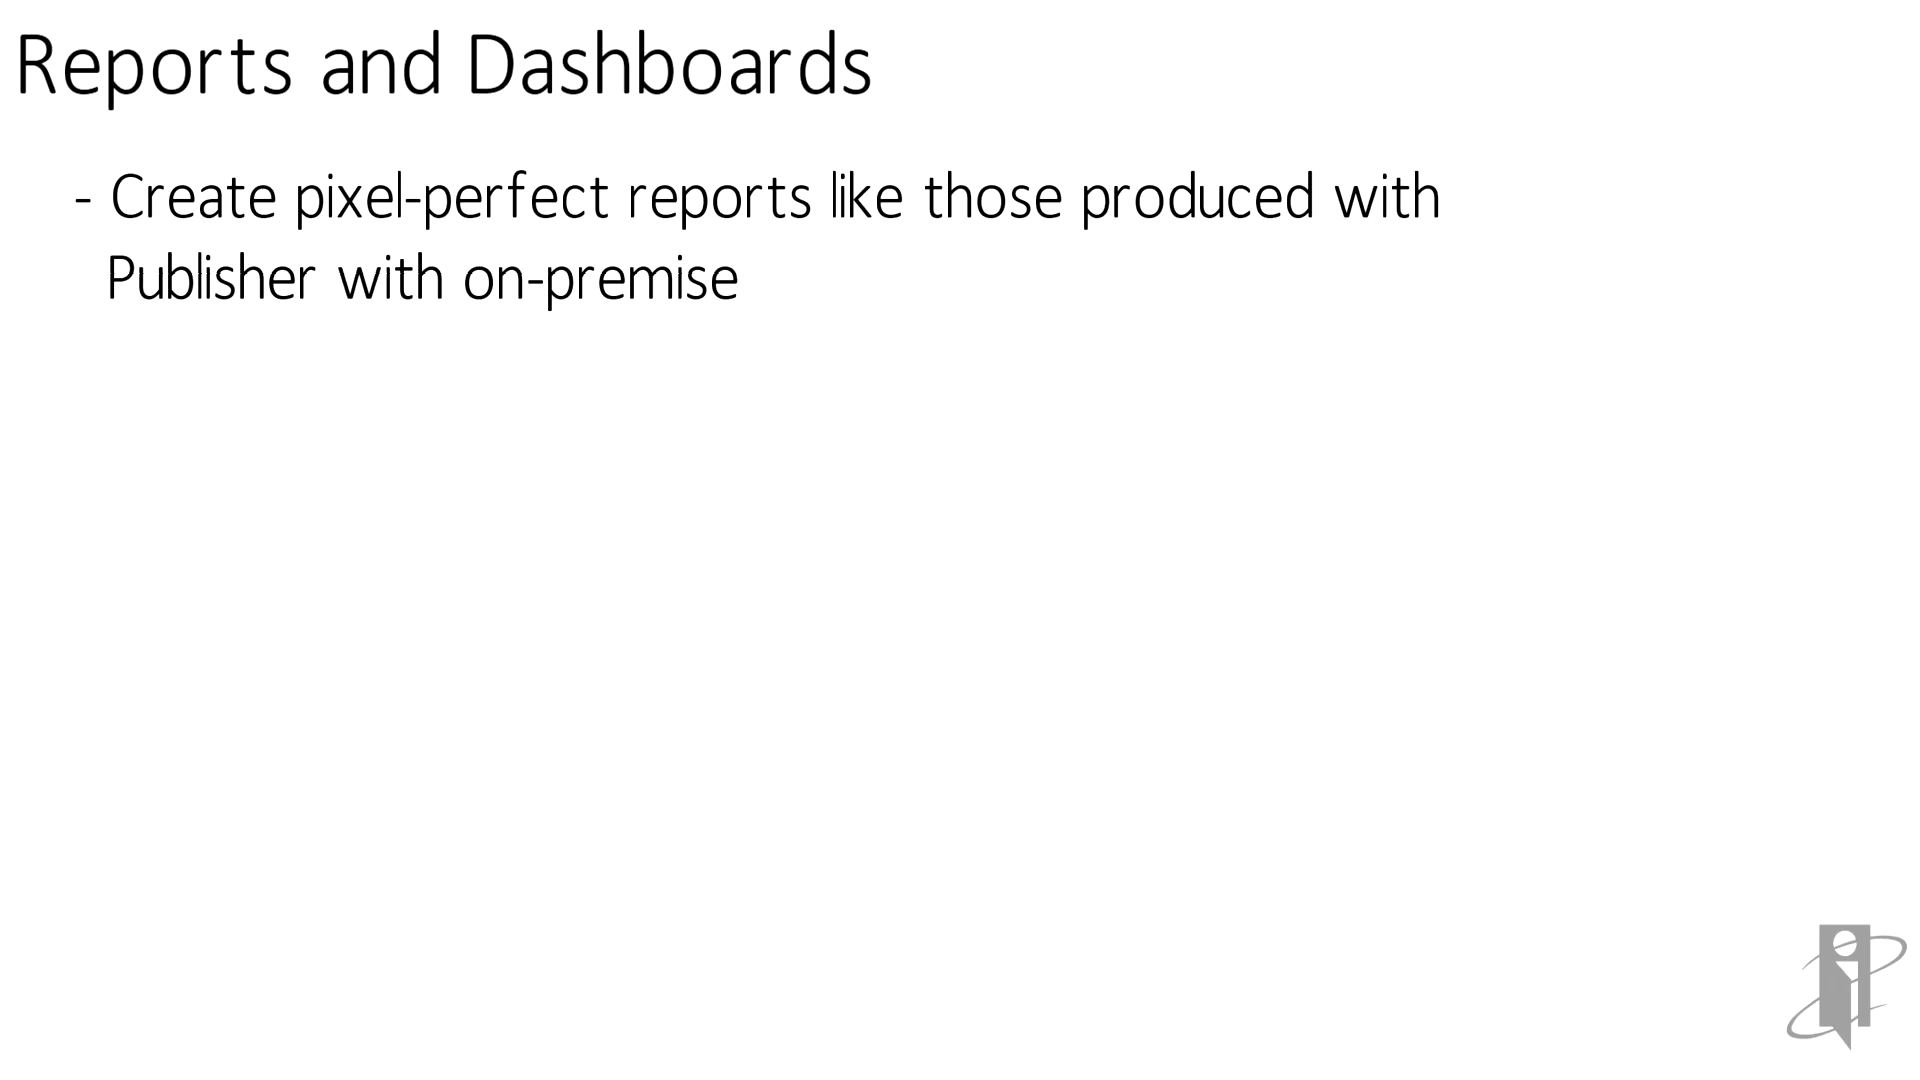 Reports and Dashboards
- Create pixel-perfect reports like those produced with
Publisher with on-premise